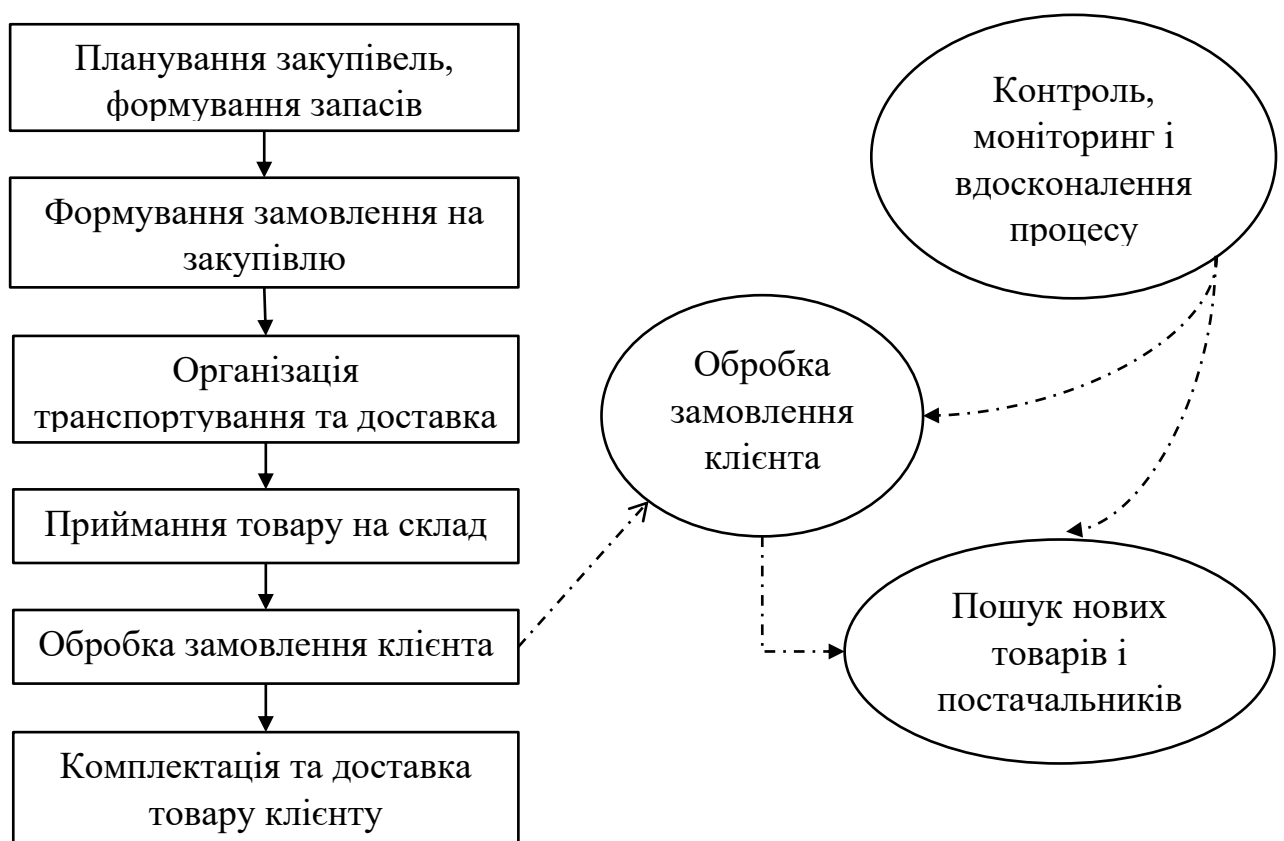 Планування закупівель,
формування запасів
Формування замовлення на
закупівлю
Організація
транспортування та доставка
Приймання товару на склад
Обробка замовлення клієнта
Комплектація та доставка
товару клієнту
Контроль,
моніторинг і
вдосконалення
процесу
Обробка
замовлення
клієнта
Пошук нових
товарів і
постачальників